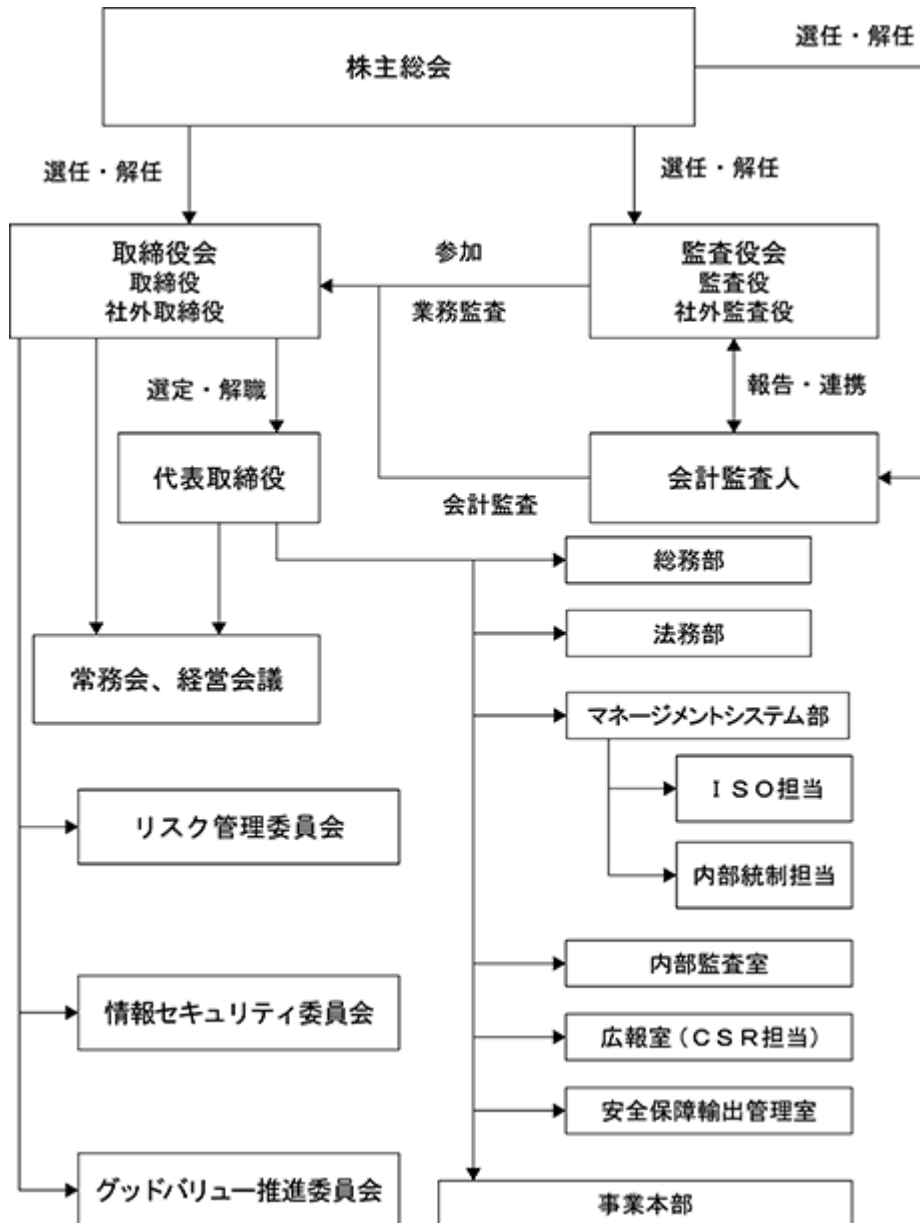 選任・解任
株主総会
選任・解任
選任・解任
取締役会
取締役
社外取締役
参加
業務監査
監査役会
監査役
社外監査役
選定・解職
報告・連携
代表取締役
会計監査人
会計監査
総務部
法務部
常務会、経営会議
マネージメントシステム部
ＩＳＯ担当
リスク管理委員会
内部統制担当
内部監査室
情報セキュリティ委員会
広報室（ＣＳＲ担当）
安全保障輸出管理室
グッドバリュー推進委員会
事業本部